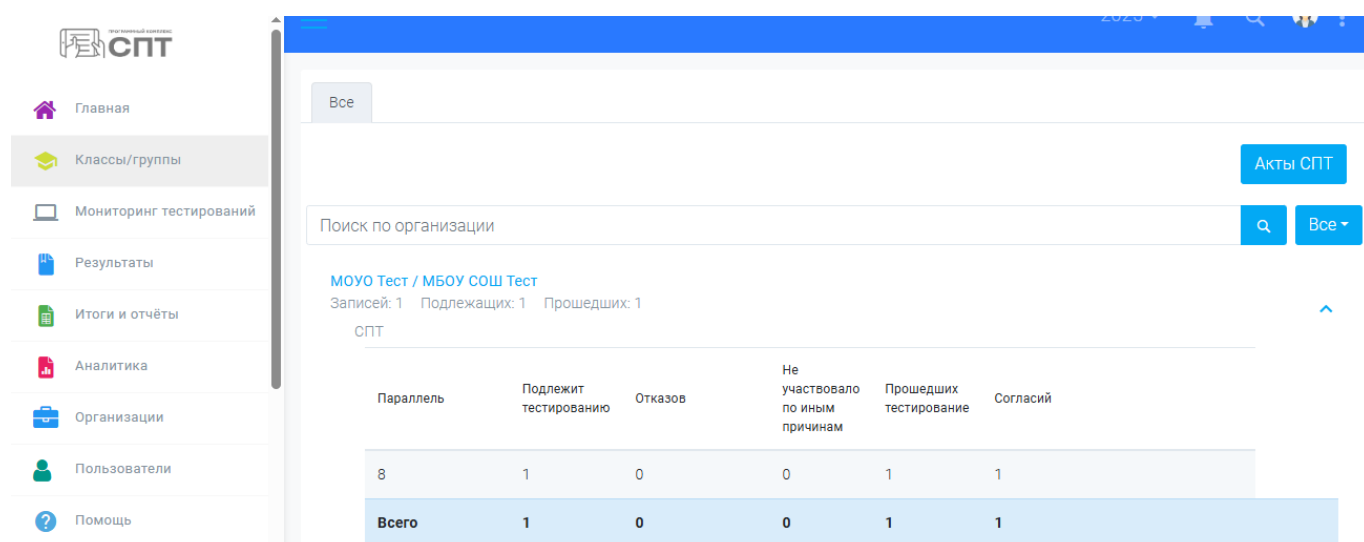 ПРОГРАММНЫЙ КОМПЛЕКС
СПТ
Главная
Классы/группы
Мониторинг тестирований
Результаты
Итоги и отчёты
Аналитика
Организации
Пользователи
Помощь
Все
Акты СПТ
Поиск по организации
Все
МОУО Тест / МБОУ СОШ Тест
Записей: 1 Подлежащих: 1 Прошедших: 1
СПТ
Параллель
Подлежит
тестированию
Отказов
Не
участвовало
по иным
причинам
Прошедших
тестирование
Согласий
8 1 0 0 1 1
Всего 1 0 0 1 1